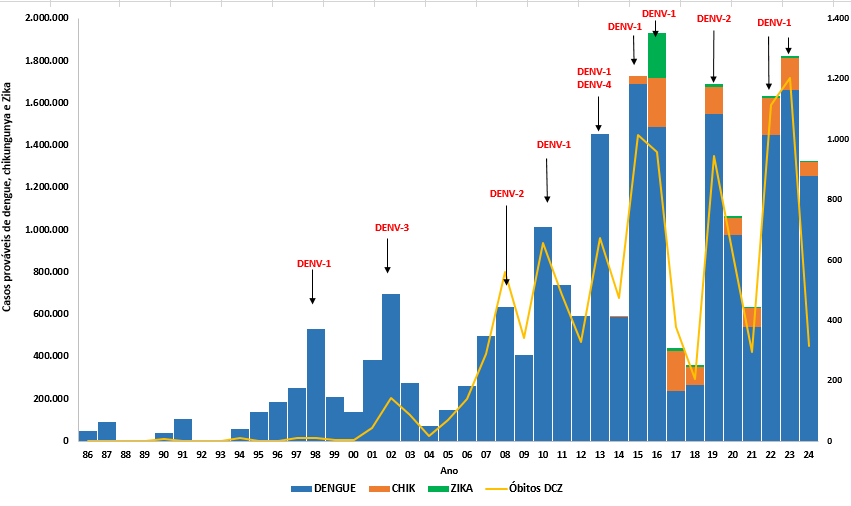 2.000.000
1.800.000
1.600.000
1.400.000
1.200.000
1.000.000
800.000
600.000
400.000
200.000
0
Casos prováveis de dengue, chikungunya e Zika
1.400
1.200
1.000
800
600
400
200
0
DENV-1
DENV-3
DENV-2
DENV-1
DENV-1
DENV-4
DENV-1
DENV-1
DENV-2
DENV-1
86 87 88 89 90 91 92 93 94 95 96 97 98 99 00 01 02 03 04 05 06 07 08 09 10 11 12 13 14 15 16 17 18 19 20 21 22 23 24
Ano
DENGUE CHIK ZIKA Óbitos DCZ